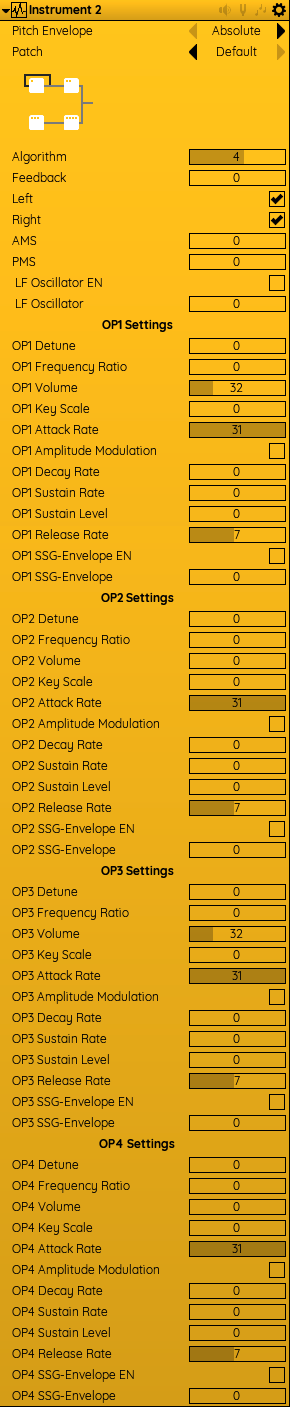 Instrument 2
Pitch Envelope Absolute
Patch Default
Algorithm 4
Feedback 0
Left
Right
AMS 0
PMS 0
LF Oscillator EN
LF Oscillator 0
OP1 Settings
OP1 Detune 0
OP1 Frequency Ratio 0
OP1 Volume 32
OP1 Key Scale 0
OP1 Attack Rate 31
OP1 Amplitude Modulation
OP1 Decay Rate 0
OP1 Sustain Rate 0
OP1 Sustain Level 0
OP1 Release Rate 7
OP1 SSG-Envelope EN
OP1 SSG-Envelope 0
OP2 Settings
OP2 Detune 0
OP2 Frequency Ratio 0
OP2 Volume 0
OP2 Key Scale 0
OP2 Attack Rate 31
OP2 Amplitude Modulation
OP2 Decay Rate 0
OP2 Sustain Rate 0
OP2 Sustain Level 0
OP2 Release Rate 7
OP2 SSG-Envelope EN
OP2 SSG-Envelope 0
OP3 Settings
OP3 Detune 0
OP3 Frequency Ratio 0
OP3 Volume 32
OP3 Key Scale 0
OP3 Attack Rate 31
OP3 Amplitude Modulation
OP3 Decay Rate 0
OP3 Sustain Rate 0
OP3 Sustain Level 0
OP3 Release Rate 7
OP3 SSG-Envelope EN
OP3 SSG-Envelope 0
OP4 Settings
OP4 Detune 0
OP4 Frequency Ratio 0
OP4 Volume 0
OP4 Key Scale 0
OP4 Attack Rate 31
OP4 Amplitude Modulation
OP4 Decay Rate 0
OP4 Sustain Rate 0
OP4 Sustain Level 0
OP4 Release Rate 7
OP4 SSG-Envelope EN
OP4 SSG-Envelope 0